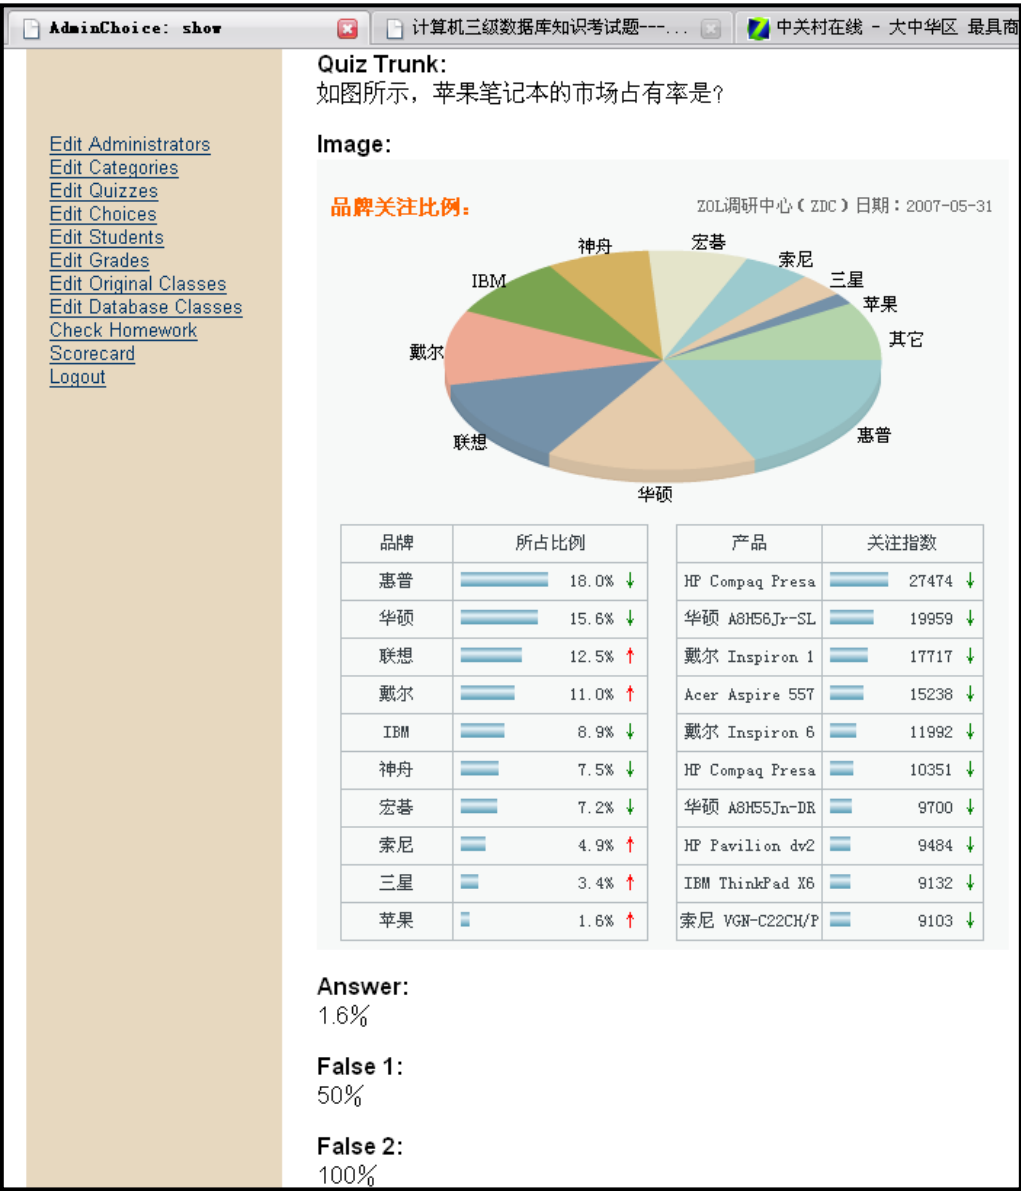 AdminChoice: show
计算机三级数据库知识考试题---...
中关村在线 - 大中华区 最具商
Edit Administrators
Edit Categories
Edit Quizzes
Edit Choices
Edit Students
Edit Grades
Edit Original Classes
Edit Database Classes
Check Homework
Scorecard
Logout
Quiz Trunk:
如图所示，苹果笔记本的市场占有率是?
Image:
品牌关注比例：
ZOL调研中心（ZDC）日期：2007-05-31
神舟
宏碁
索尼
IBM
三星
苹果
其它
戴尔
惠普
联想
华硕
品牌 所占比例
惠普 18.0% ↓
华硕 15.6% ↓
联想 12.5% ↑
戴尔 11.0% ↑
IBM 8.9% ↓
神舟 7.5% ↓
宏碁 7.2% ↓
索尼 4.9% ↑
三星 3.4% ↑
苹果 1.6% ↑
产品 关注指数
HP Compaq Presa 27474 ↓
华硕 A8H56Jr-SL 19959 ↓
戴尔 Inspiron 1 17717 ↓
Acer Aspire 557 15238 ↓
戴尔 Inspiron 6 11992 ↓
HP Compaq Presa 10351 ↓
华硕 A8H55Jn-DR 9700 ↓
HP Pavilion dv2 9484 ↓
IBM ThinkPad X6 9132 ↓
索尼 VGN-C22CH/P 9103 ↓
Answer:
1.6%
False 1:
50%
False 2:
100%